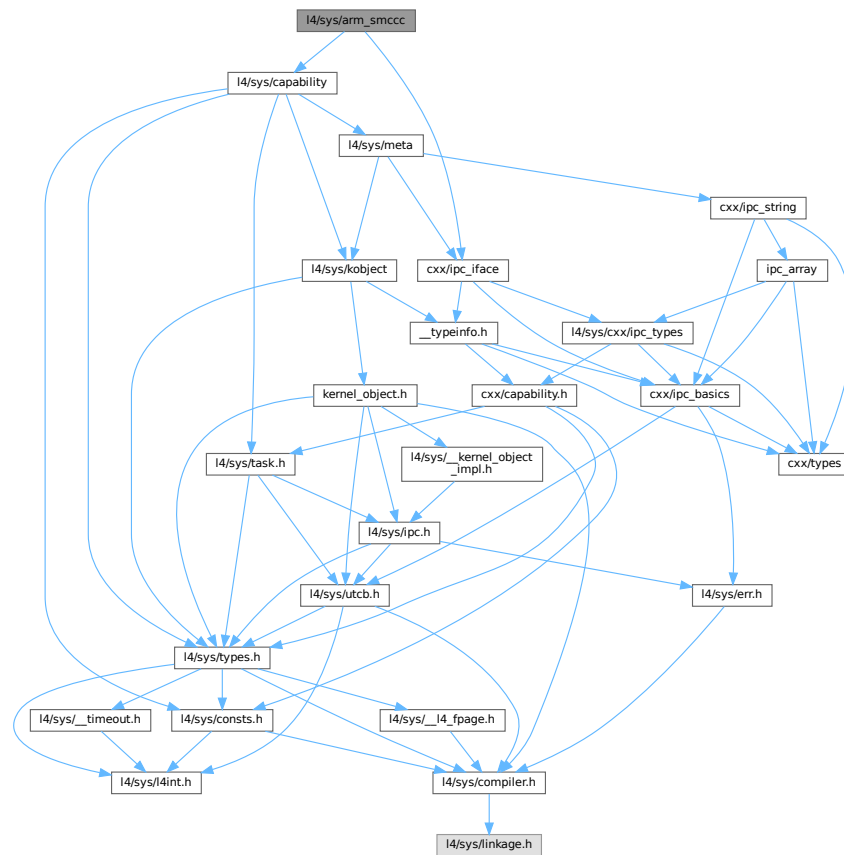 l4/sys/arm_smccc
l4/sys/capability
l4/sys/meta
cxx/ipc_string
l4/sys/kobject
cxx/ipc_iface
ipc_array
__typeinfo.h
l4/sys/cxx/ipc_types
kernel_object.h
cxx/capability.h
cxx/ipc_basics
l4/sys/task.h
l4/sys/__kernel_object
_impl.h
cxx/types
l4/sys/ipc.h
l4/sys/utcb.h
l4/sys/err.h
l4/sys/types.h
l4/sys/__timeout.h
l4/sys/consts.h
l4/sys/__l4_fpage.h
l4/sys/l4int.h
l4/sys/compiler.h
l4/sys/linkage.h